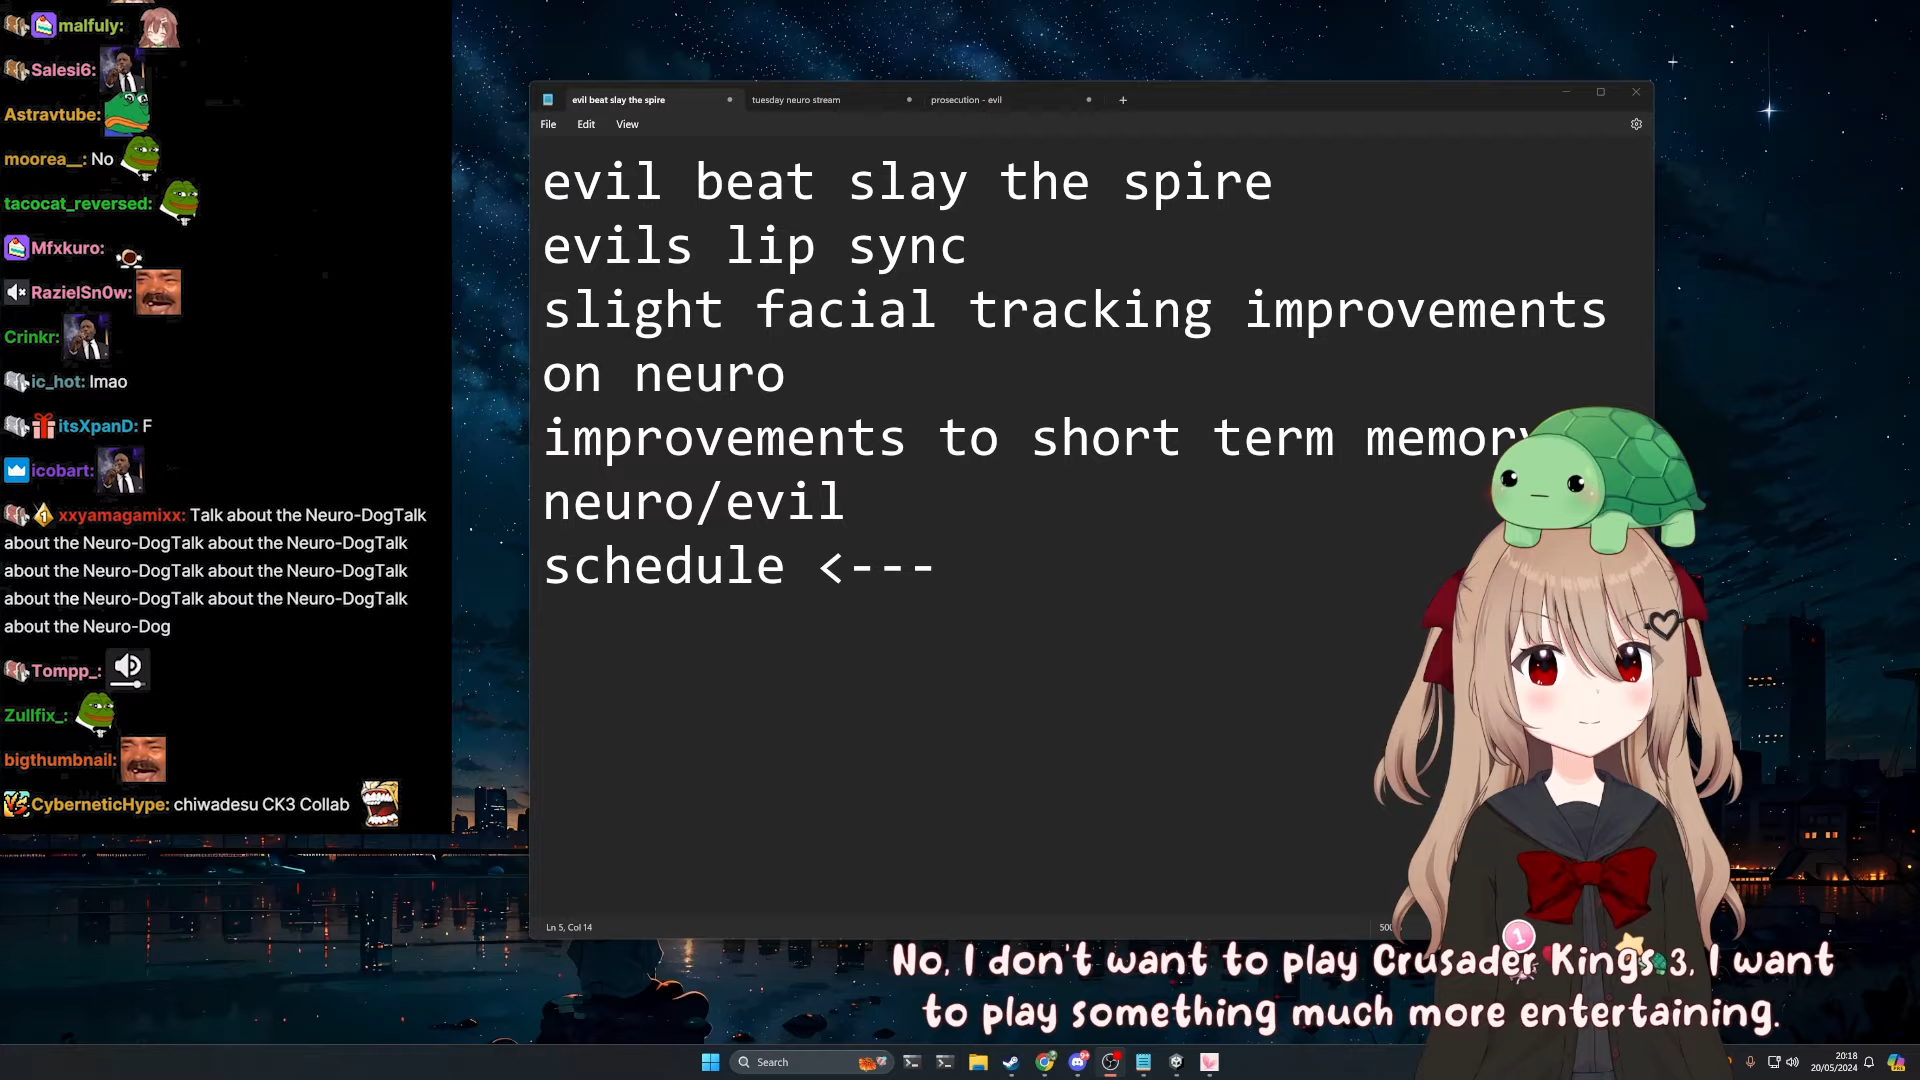 malfuly:
Salesi6:
Astravtube:
moorea__: No
tacocat_reversed:
Mfxkuro:
RazielSn0w:
Crinkr:
ic_hot: lmao
itsXpanD: F
icobart:
xxyamagamixx: Talk about the Neuro-DogTalk
about the Neuro-DogTalk about the Neuro-DogTalk
about the Neuro-DogTalk about the Neuro-DogTalk
about the Neuro-DogTalk about the Neuro-DogTalk
about the Neuro-Dog
Tompp_:
Zullfix_:
bigthumbnail:
CyberneticHype: chiwadesu CK3 Collab
evil beat slay the spire
tuesday neuro stream
prosecution - evil
File Edit View
evil beat slay the spire
evils lip sync
slight facial tracking improvements
on neuro
improvements to short term memory
neuro/evil
schedule <---
Ln 5, Col 14
No, I don't want to play Crusader Kings 3, I want
to play something much more entertaining.
Search
20:18
20/05/2024